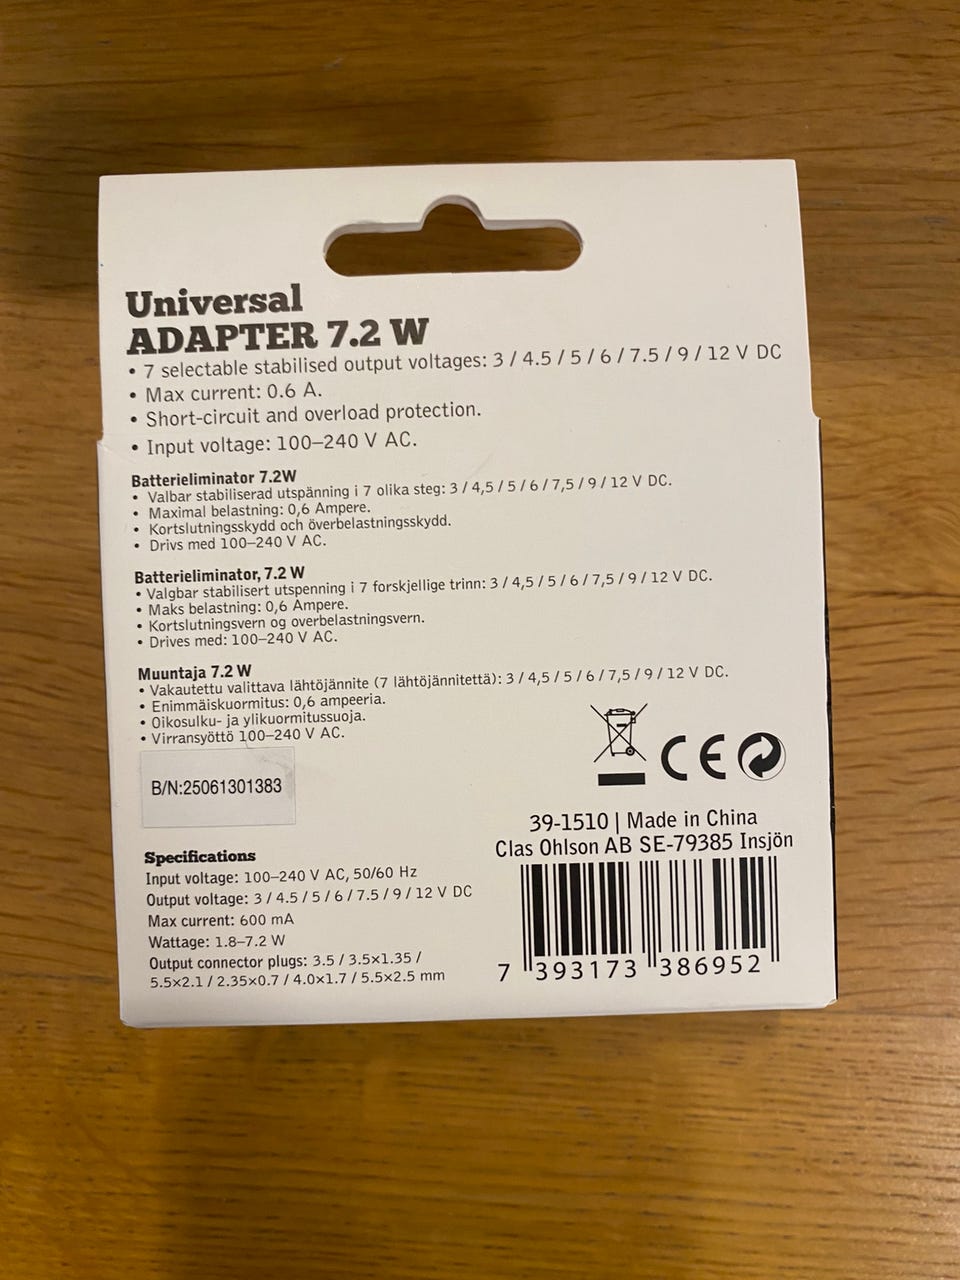 Universal
ADAPTER 7.2 W
• 7 selectable stabilised output voltages: 3 / 4.5 / 5 / 6 / 7.5 / 9 / 12 V DC
• Max current: 0.6 A.
• Short-circuit and overload protection.
• Input voltage: 100–240 V AC.
Batterieliminator 7.2W
• Valbar stabiliserad utspänning i 7 olika steg: 3 / 4,5 / 5 / 6 / 7,5 / 9 / 12 V DC.
• Maximal belastning: 0,6 Ampere.
• Kortslutningsskydd och överbelastningsskydd.
• Drivs med 100–240 V AC.
Batterieliminator, 7.2 W
• Valgbar stabilisert utspenning i 7 forskjellige trinn: 3 / 4,5 / 5 / 6 / 7,5 / 9 / 12 V DC.
• Maks belastning: 0,6 Ampere.
• Kortslutningsvern og overbelastningsvern.
• Drives med: 100–240 V AC.
Muuntaja 7.2 W
• Vakautettu valittava lähtöjännite (7 lähtöjännitettä): 3 / 4,5 / 5 / 6 / 7,5 / 9 / 12 V DC.
• Enimmäiskuormitus: 0,6 ampeeria.
• Oikosulku- ja ylikuormitussuoja.
• Virransyöttö 100–240 V AC.
B/N:25061301383
CE
39-1510 | Made in China
Clas Ohlson AB SE-79385 Insjön
7 393173 386952
Specifications
Input voltage: 100–240 V AC, 50/60 Hz
Output voltage: 3 / 4.5 / 5 / 6 / 7.5 / 9 / 12 V DC
Max current: 600 mA
Wattage: 1.8–7.2 W
Output connector plugs: 3.5 / 3.5×1.35 /
5.5×2.1 / 2.35×0.7 / 4.0×1.7 / 5.5×2.5 mm